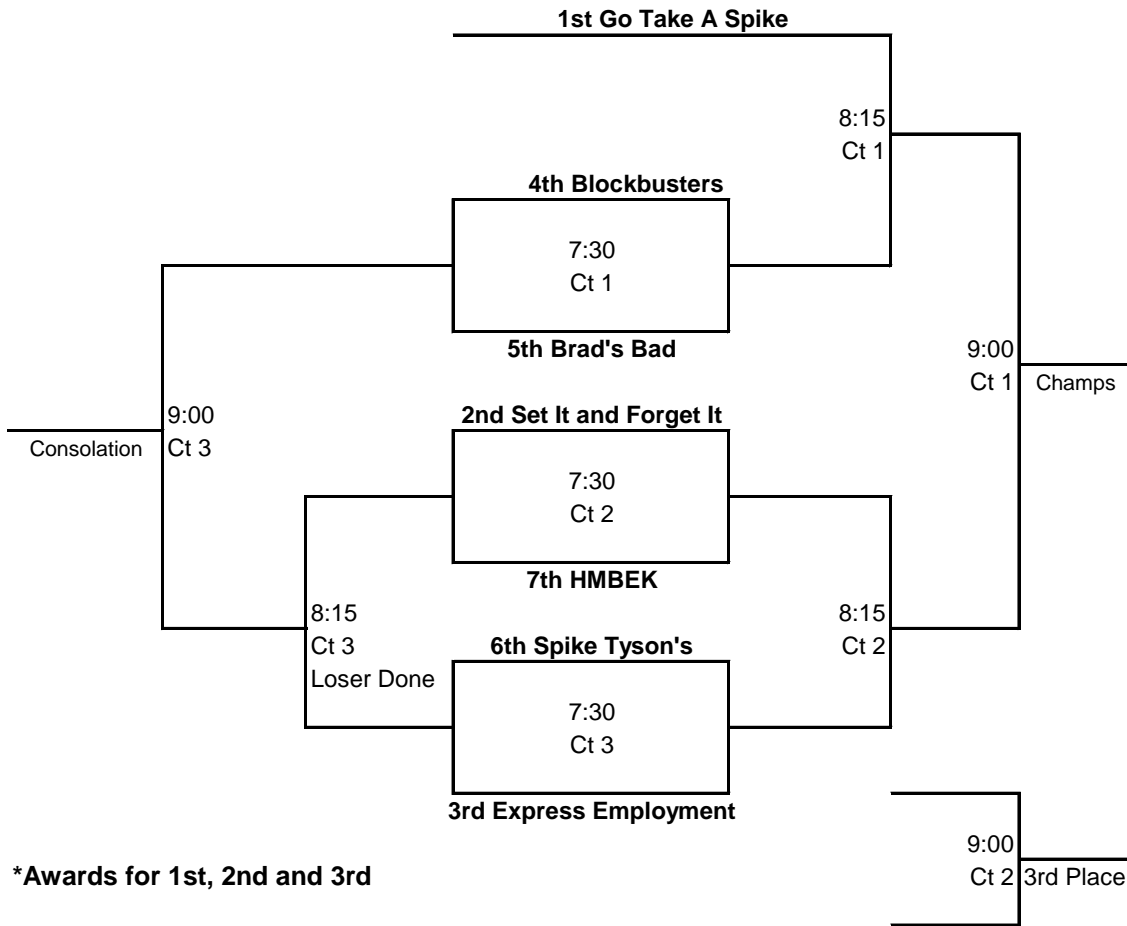 1st Go Take A Spike
8:15
Ct 1
4th Blockbusters
7:30
Ct 1
5th Brad's Bad
9:00
Ct 1
Champs
9:00
Ct 3
Consolation
2nd Set It and Forget It
7:30
Ct 2
7th HMBEK
8:15
Ct 3
Loser Done
8:15
Ct 2
6th Spike Tyson's
7:30
Ct 3
3rd Express Employment
9:00
Ct 2
3rd Place
*Awards for 1st, 2nd and 3rd